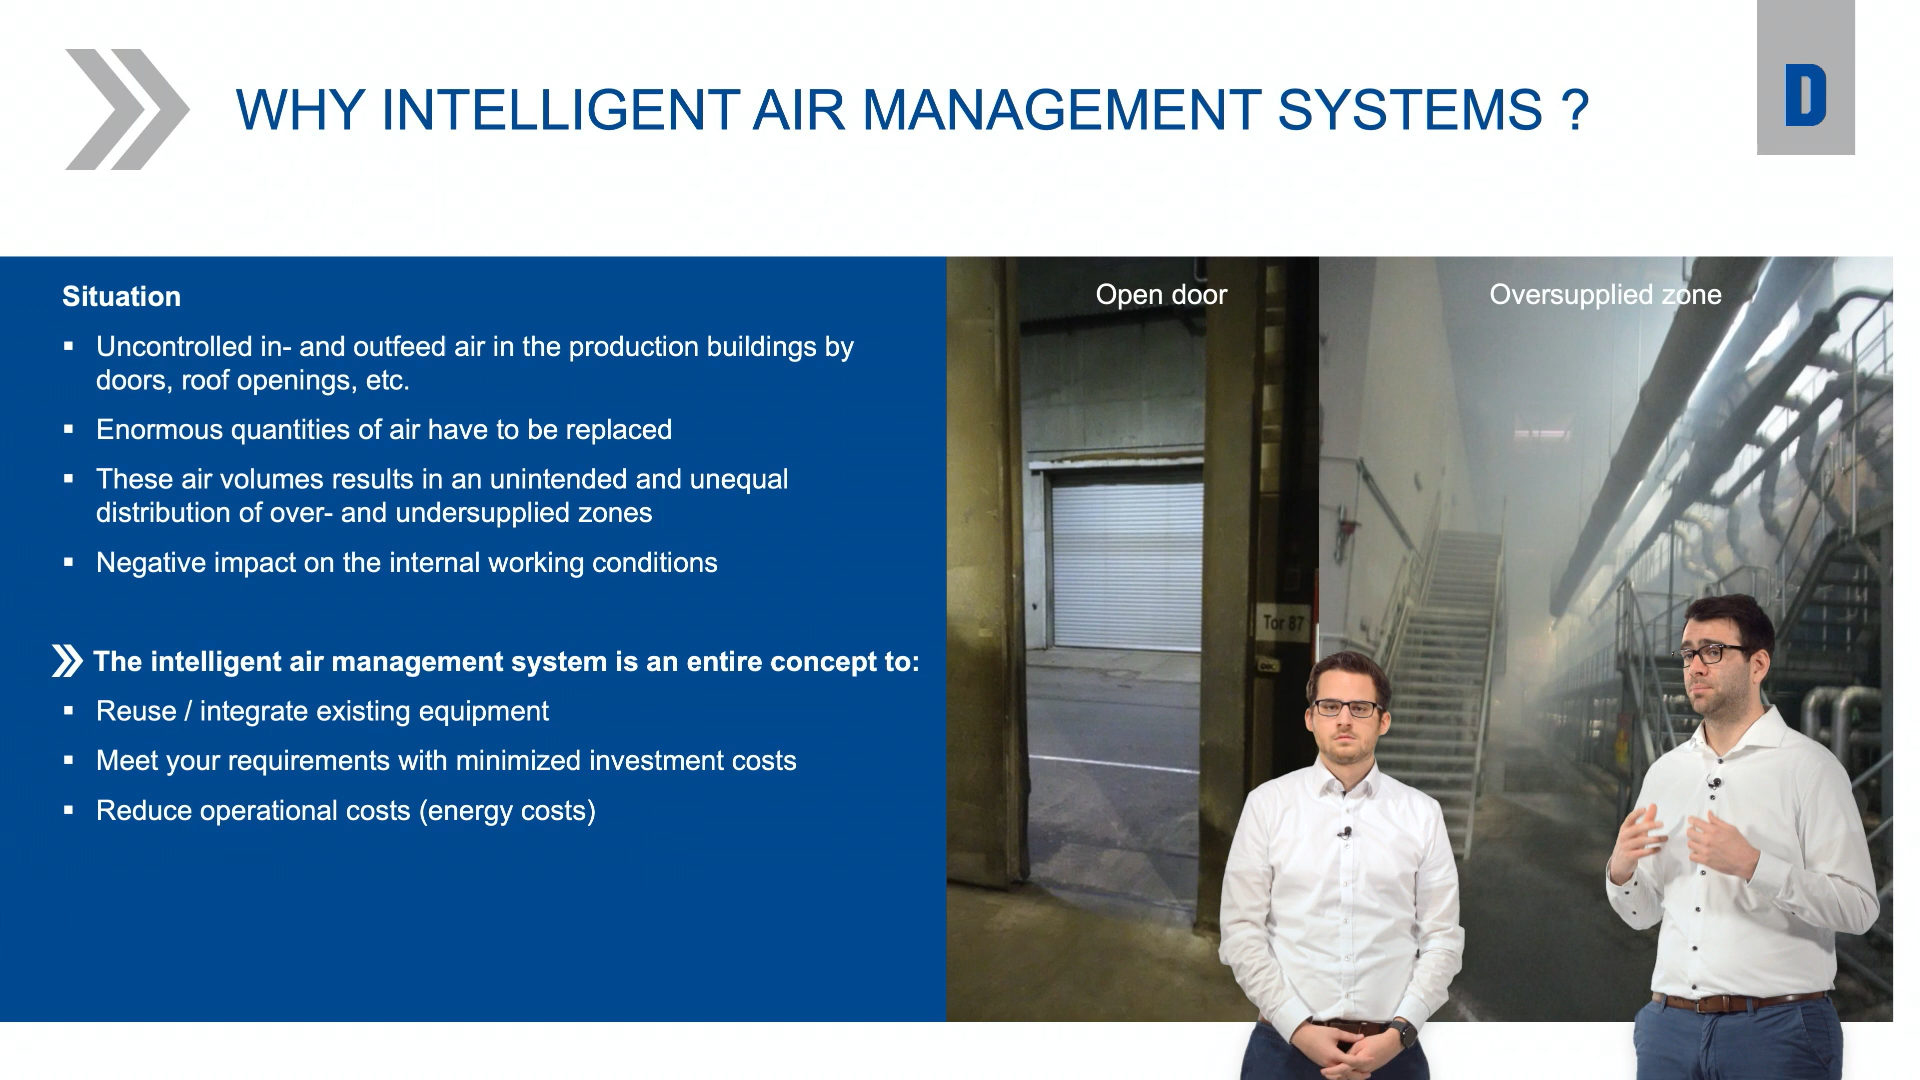 WHY INTELLIGENT AIR MANAGEMENT SYSTEMS ?
D
Situation
▪ Uncontrolled in- and outfeed air in the production buildings by
doors, roof openings, etc.
▪ Enormous quantities of air have to be replaced
▪ These air volumes results in an unintended and unequal
distribution of over- and undersupplied zones
▪ Negative impact on the internal working conditions
The intelligent air management system is an entire concept to:
▪ Reuse / integrate existing equipment
▪ Meet your requirements with minimized investment costs
▪ Reduce operational costs (energy costs)
Open door
Oversupplied zone
Tor 87